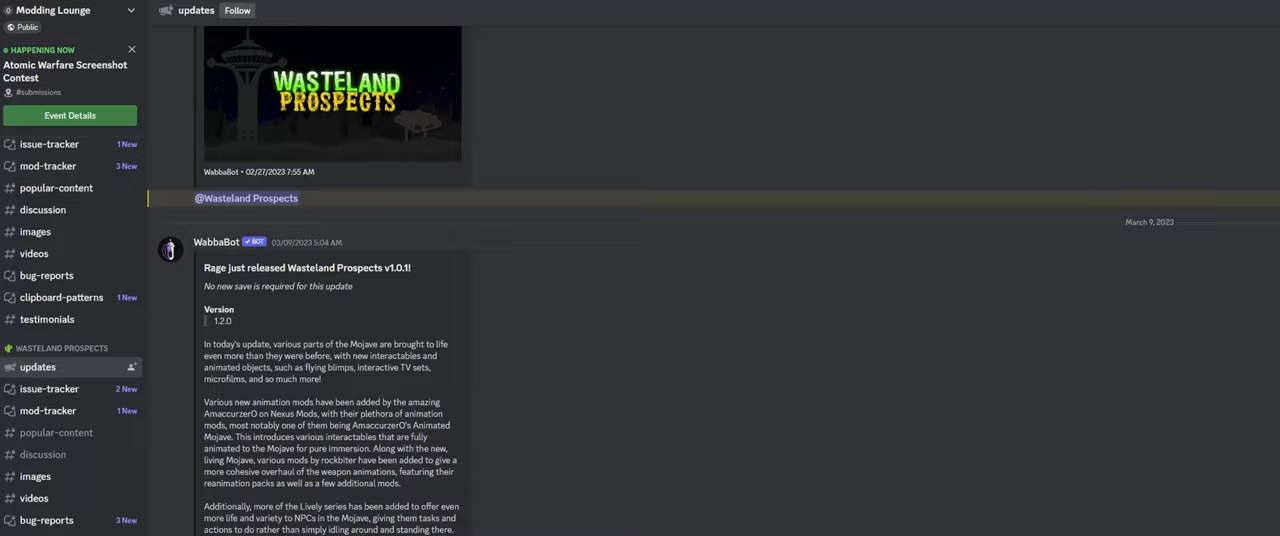 Modding Lounge
Public
HAPPENING NOW
Atomic Warfare Screenshot
Contest
#submissions
Event Details
issue-tracker 1 New
mod-tracker 3 New
popular-content
discussion
images
videos
bug-reports
clipboard-patterns 1 New
testimonials
WASTELAND PROSPECTS
updates
issue-tracker 2 New
mod-tracker 1 New
popular-content
discussion
images
videos
bug-reports 3 New
updates Follow
WASTELAND
PROSPECTS
WabbaBot • 02/27/2023 7:55 AM
@Wasteland Prospects
March 9, 2023
WabbaBot BOT 03/09/2023 5:04 AM
Rage just released Wasteland Prospects v1.0.1!
No new save is required for this update
Version
1.2.0
In today's update, various parts of the Mojave are brought to life
even more than they were before, with new interactables and
animated objects, such as flying blimps, interactive TV sets,
microfilms, and so much more!
Various new animation mods have been added by the amazing
AmaccurzerO on Nexus Mods, with their plethora of animation
mods, most notably one of them being AmaccurzerO's Animated
Mojave. This introduces various interactables that are fully
animated to the Mojave for pure immersion. Along with the new,
living Mojave, various mods by rockbiter have been added to give a
more cohesive overhaul of the weapon animations, featuring their
reanimation packs as well as a few additional mods.
Additionally, more of the Lively series has been added to offer even
more life and variety to NPCs in the Mojave, giving them tasks and
actions to do rather than simply idling around and standing there.